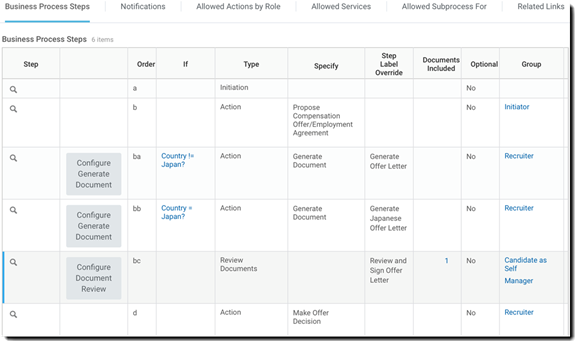 Business Process Steps Notifications Allowed Actions by Role Allowed Services Allowed Subprocess For Related Links
Business Process Steps 6 items
Step Order If Type Specify Step Label Override Documents Included Optional Group
a Initiation No
b Action Propose Compensation Offer/Employment Agreement No Initiator
Configure Generate Document ba Country != Japan? Action Generate Document Generate Offer Letter No Recruiter
Configure Generate Document bb Country = Japan? Action Generate Document Generate Japanese Offer Letter No Recruiter
Configure Document Review bc Review Documents Review and Sign Offer Letter 1 No Candidate as Self Manager
d Action Make Offer Decision No Recruiter